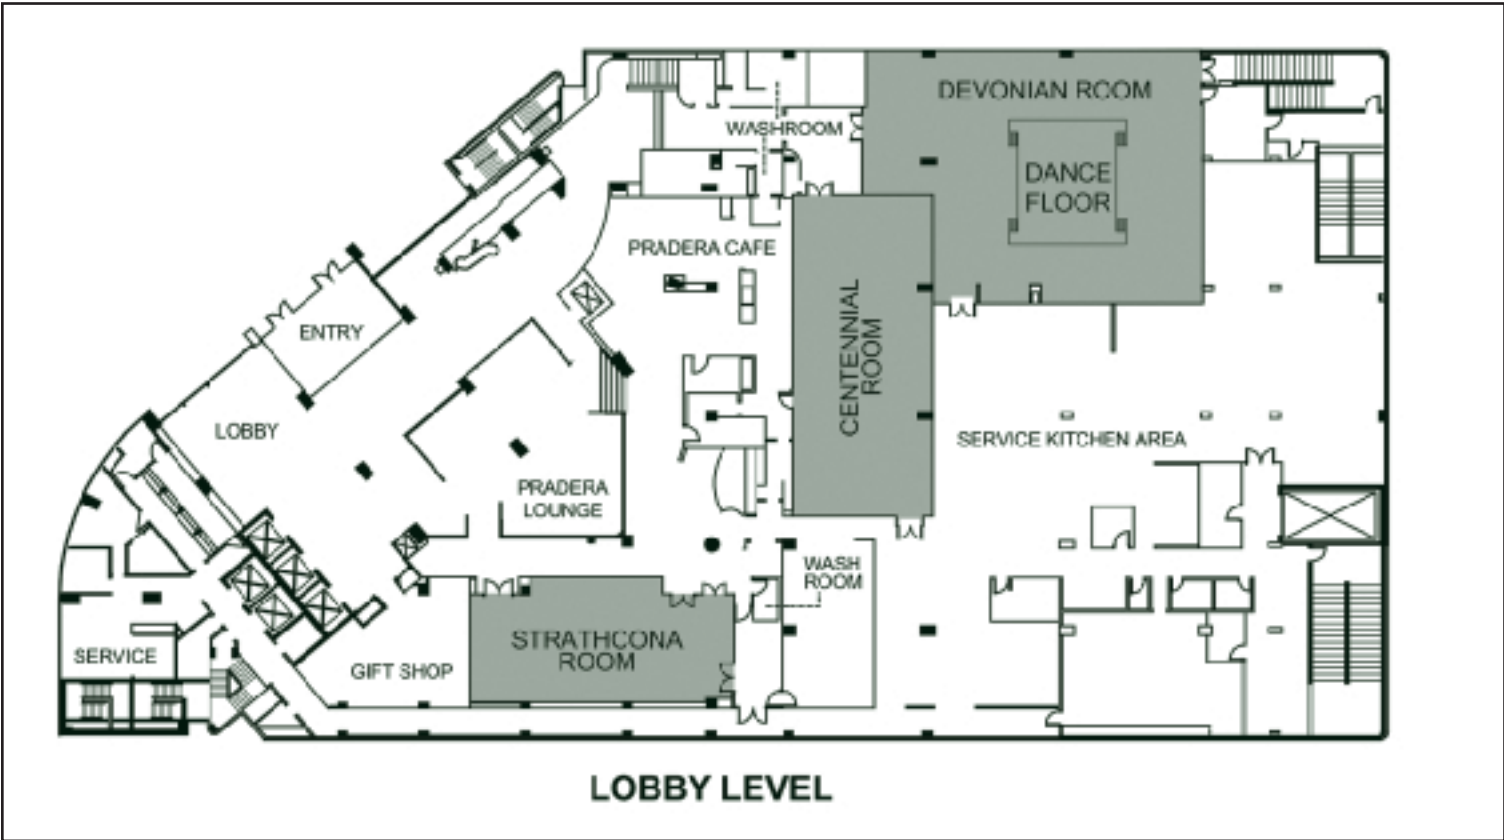 DEVONIAN ROOM
WASHROOM
DANCE
FLOOR
PRADERA CAFE
ENTRY
CENTENNIAL
ROOM
LOBBY
SERVICE KITCHEN AREA
PRADERA
LOUNGE
WASH
ROOM
STRATHCONA
ROOM
SERVICE
GIFT SHOP
LOBBY LEVEL